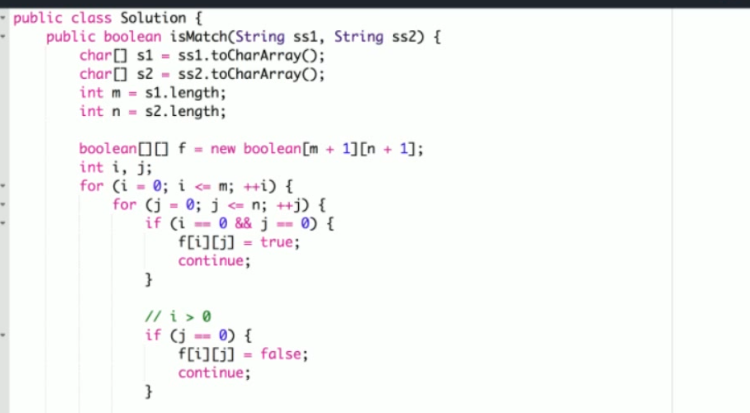 public class Solution {
public boolean isMatch(String ss1, String ss2) {
char[] s1 = ss1.toCharArray();
char[] s2 = ss2.toCharArray();
int m = s1.length;
int n = s2.length;
boolean[][] f = new boolean[m + 1][n + 1];
int i, j;
for (i = 0; i <= m; ++i) {
for (j = 0; j <= n; ++j) {
if (i == 0 && j == 0) {
f[i][j] = true;
continue;
}
// i > 0
if (j == 0) {
f[i][j] = false;
continue;
}